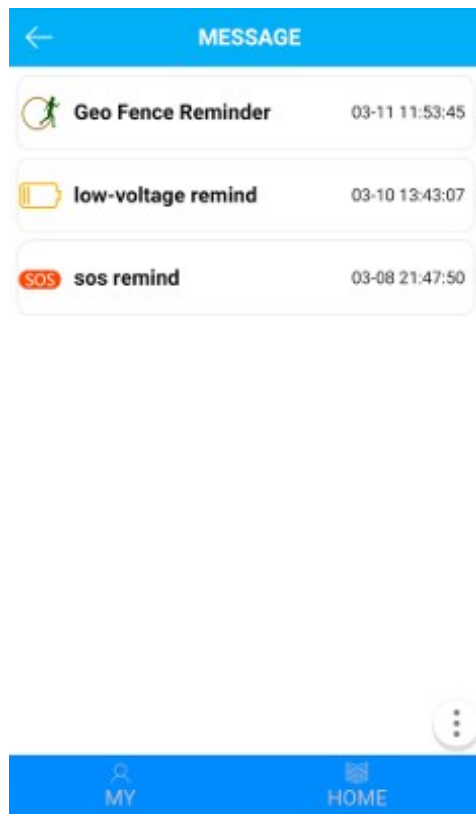 MESSAGE
Geo Fence Reminder 03-11 11:53:45
low-voltage remind 03-10 13:43:07
SOS sos remind 03-08 21:47:50
MY HOME